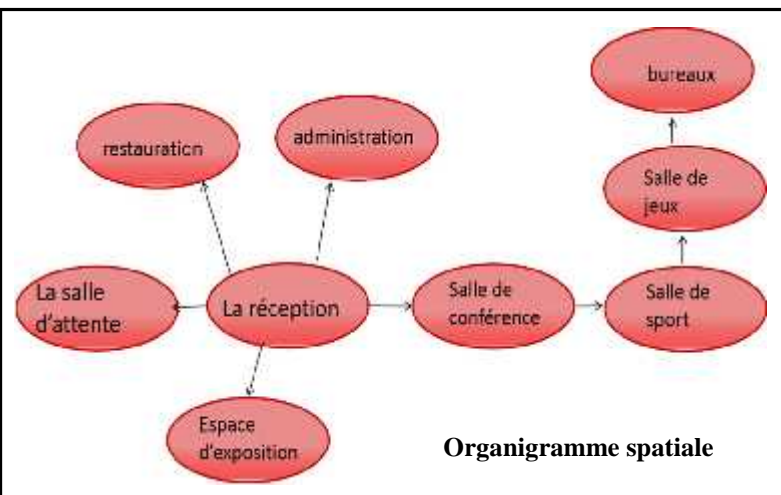 bureaux
restauration
administration
Salle de
jeux
La salle
d'attente
La réception
Salle de
conférence
Salle de
sport
Espace
d'exposition
Organigramme spatiale